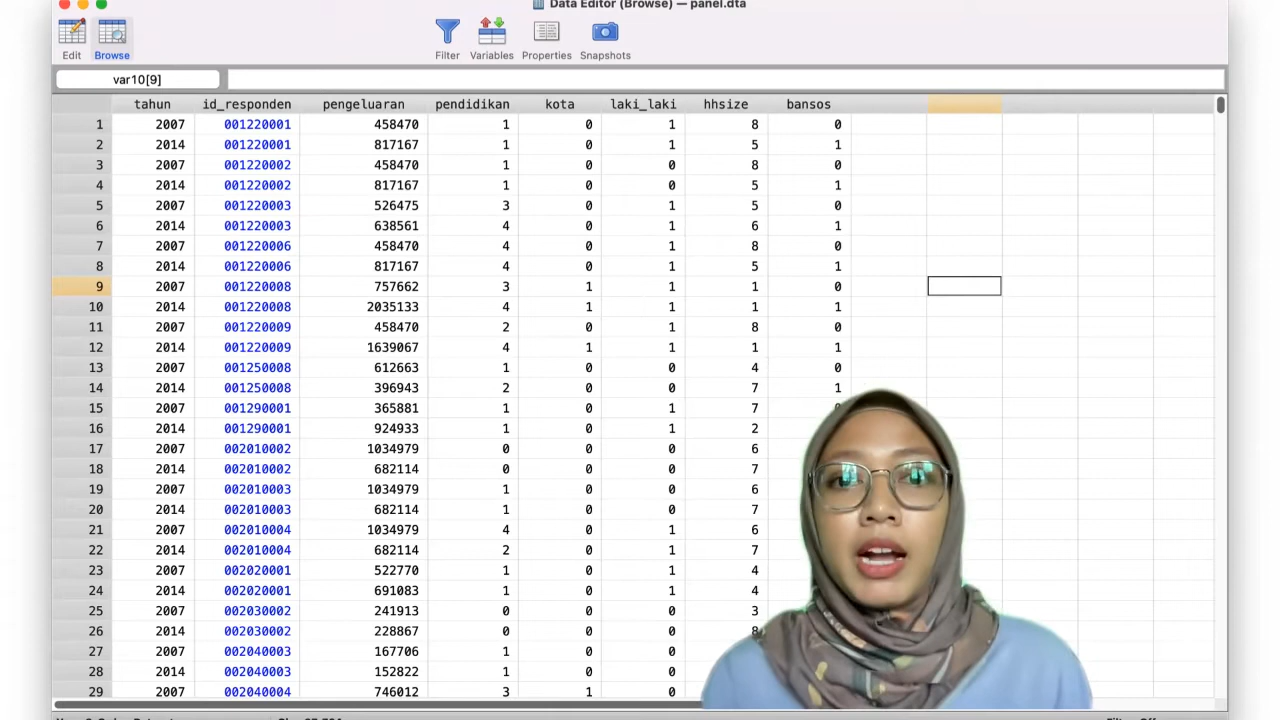 Data Editor (Browse) — panel.dta
Edit Browse Filter Variables Properties Snapshots
var10[9]
tahun id_responden pengeluaran pendidikan kota laki_laki hhsize bansos
1 2007 001220001 458470 1 0 1 8 0
2 2014 001220001 817167 1 0 1 5 1
3 2007 001220002 458470 1 0 0 8 0
4 2014 001220002 817167 1 0 0 5 1
5 2007 001220003 526475 3 0 1 5 0
6 2014 001220003 638561 4 0 1 6 1
7 2007 001220006 458470 4 0 1 8 0
8 2014 001220006 817167 4 0 1 5 1
9 2007 001220008 757662 3 1 1 1 0
10 2014 001220008 2035133 4 1 1 1 1
11 2007 001220009 458470 2 0 1 8 0
12 2014 001220009 1639067 4 1 1 1 1
13 2007 001250008 612663 1 0 0 4 0
14 2014 001250008 396943 2 0 0 7 1
15 2007 001290001 365881 1 0 1 7
16 2014 001290001 924933 1 0 1 2
17 2007 002010002 1034979 0 0 0 6
18 2014 002010002 682114 0 0 0 7
19 2007 002010003 1034979 1 0 0 6
20 2014 002010003 682114 1 0 0 7
21 2007 002010004 1034979 4 0 1 6
22 2014 002010004 682114 2 0 1 7
23 2007 002020001 522770 1 0 1 4
24 2014 002020001 691083 1 0 1 4
25 2007 002030002 241913 0 0 0 3
26 2014 002030002 228867 0 0 0 8
27 2007 002040003 167706 1 0 0
28 2014 002040003 152822 1 0 0
29 2007 002040004 746012 3 1 0